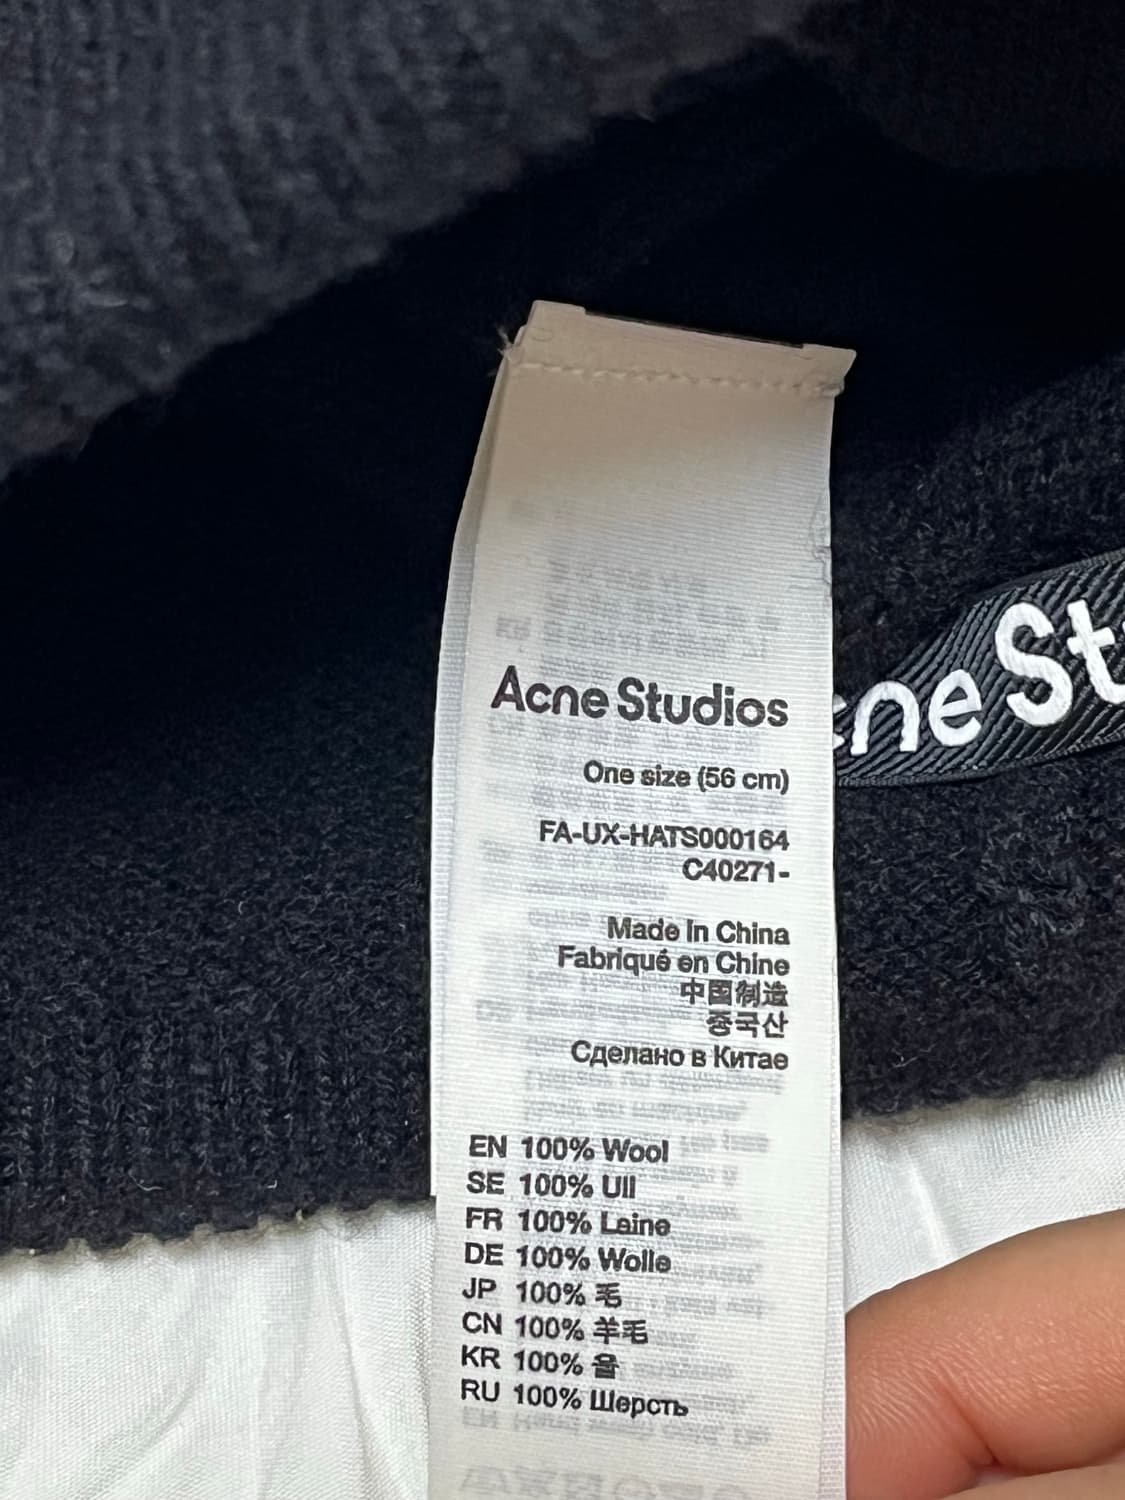 Acne Studios
cne St
One size (56 cm)
FA-UX-HATS000164
C40271-
Made in China
Fabriqué en Chine
中国制造
중국산
Сделано в Китае
EN 100% Wool
SE 100% Ull
FR 100% Laine
DE 100% Wolle
JP 100% 毛
CN 100% 羊毛
KR 100% 울
RU 100% Шерсть